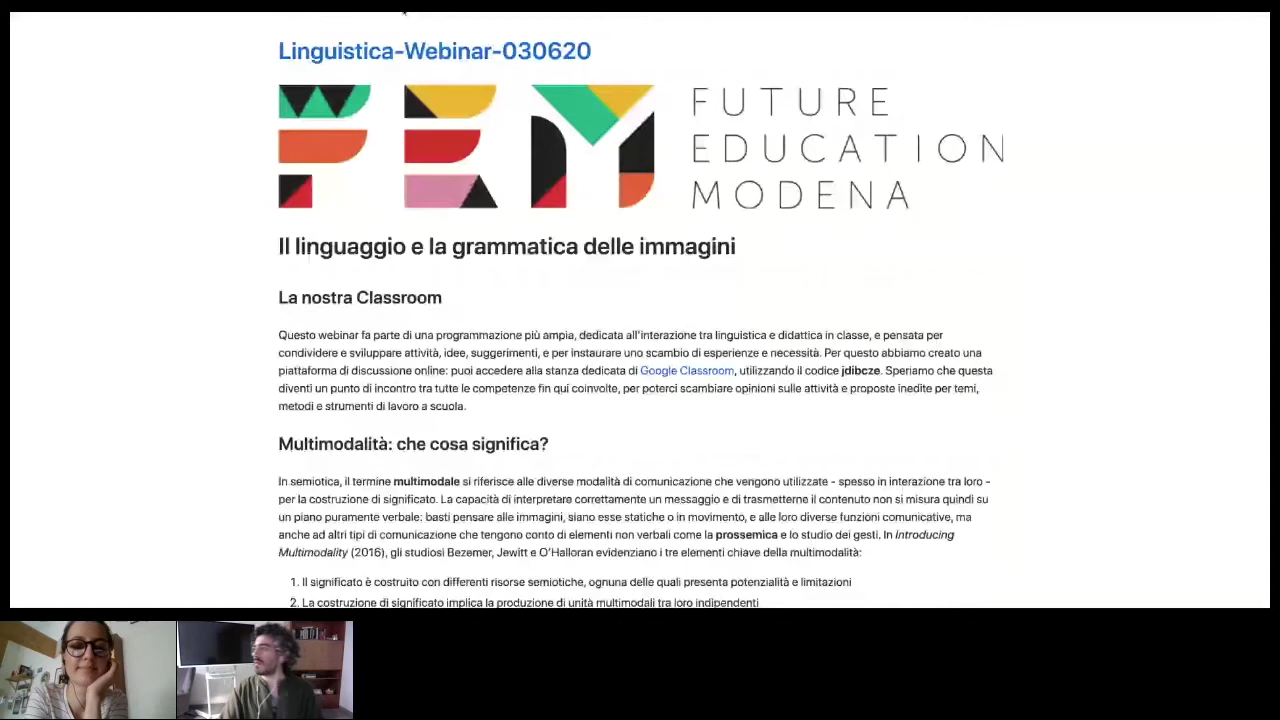 Linguistica-Webinar-030620
FEM
FUTURE
EDUCATION
MODENA
Il linguaggio e la grammatica delle immagini
La nostra Classroom
Questo webinar fa parte di una programmazione più ampia, dedicata all'interazione tra linguistica e didattica in classe, e pensata per
condividere e sviluppare attività, idee, suggerimenti, e per instaurare uno scambio di esperienze e necessità. Per questo abbiamo creato una
piattaforma di discussione online: puoi accedere alla stanza dedicata di Google Classroom, utilizzando il codice jdibcze. Speriamo che questa
diventi un punto di incontro tra tutte le competenze fin qui coinvolte, per poterci scambiare opinioni sulle attività e proposte inedite per temi,
metodi e strumenti di lavoro a scuola.
Multimodalità: che cosa significa?
In semiotica, il termine multimodale si riferisce alle diverse modalità di comunicazione che vengono utilizzate - spesso in interazione tra loro -
per la costruzione di significato. La capacità di interpretare correttamente un messaggio e di trasmetterne il contenuto non si misura quindi su
un piano puramente verbale: basti pensare alle immagini, siano esse statiche o in movimento, e alle loro diverse funzioni comunicative, ma
anche ad altri tipi di comunicazione che tengono conto di elementi non verbali come la prossemica e lo studio dei gesti. In Introducing
Multimodality (2016), gli studiosi Bezemer, Jewitt e O'Halloran evidenziano i tre elementi chiave della multimodalità:
1. Il significato è costruito con differenti risorse semiotiche, ognuna delle quali presenta potenzialità e limitazioni
2. La costruzione di significato implica la produzione di unità multimodali tra loro indipendenti